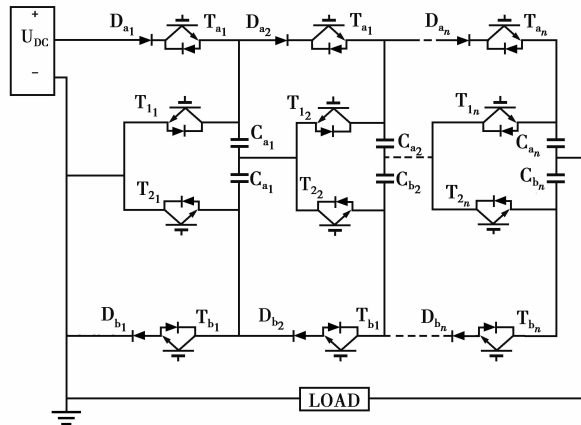 +
U_DC
−
D_a1 T_a1 D_a2 T_a1 D_an T_an
T_11 T_12 T_1n
C_a1 C_a2 C_an
C_a1 C_b2 C_bn
T_21 T_22 T_2n
D_b1 T_b1 D_b2 T_b1 D_bn T_bn
LOAD